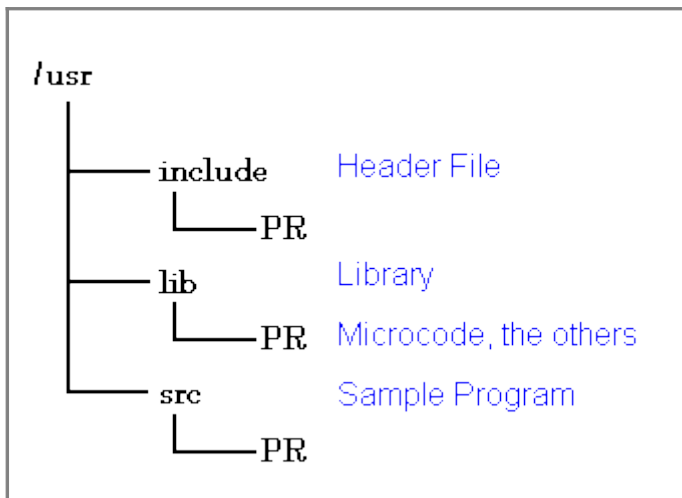 /usr
include Header File
PR
lib Library
PR Microcode, the others
src Sample Program
PR